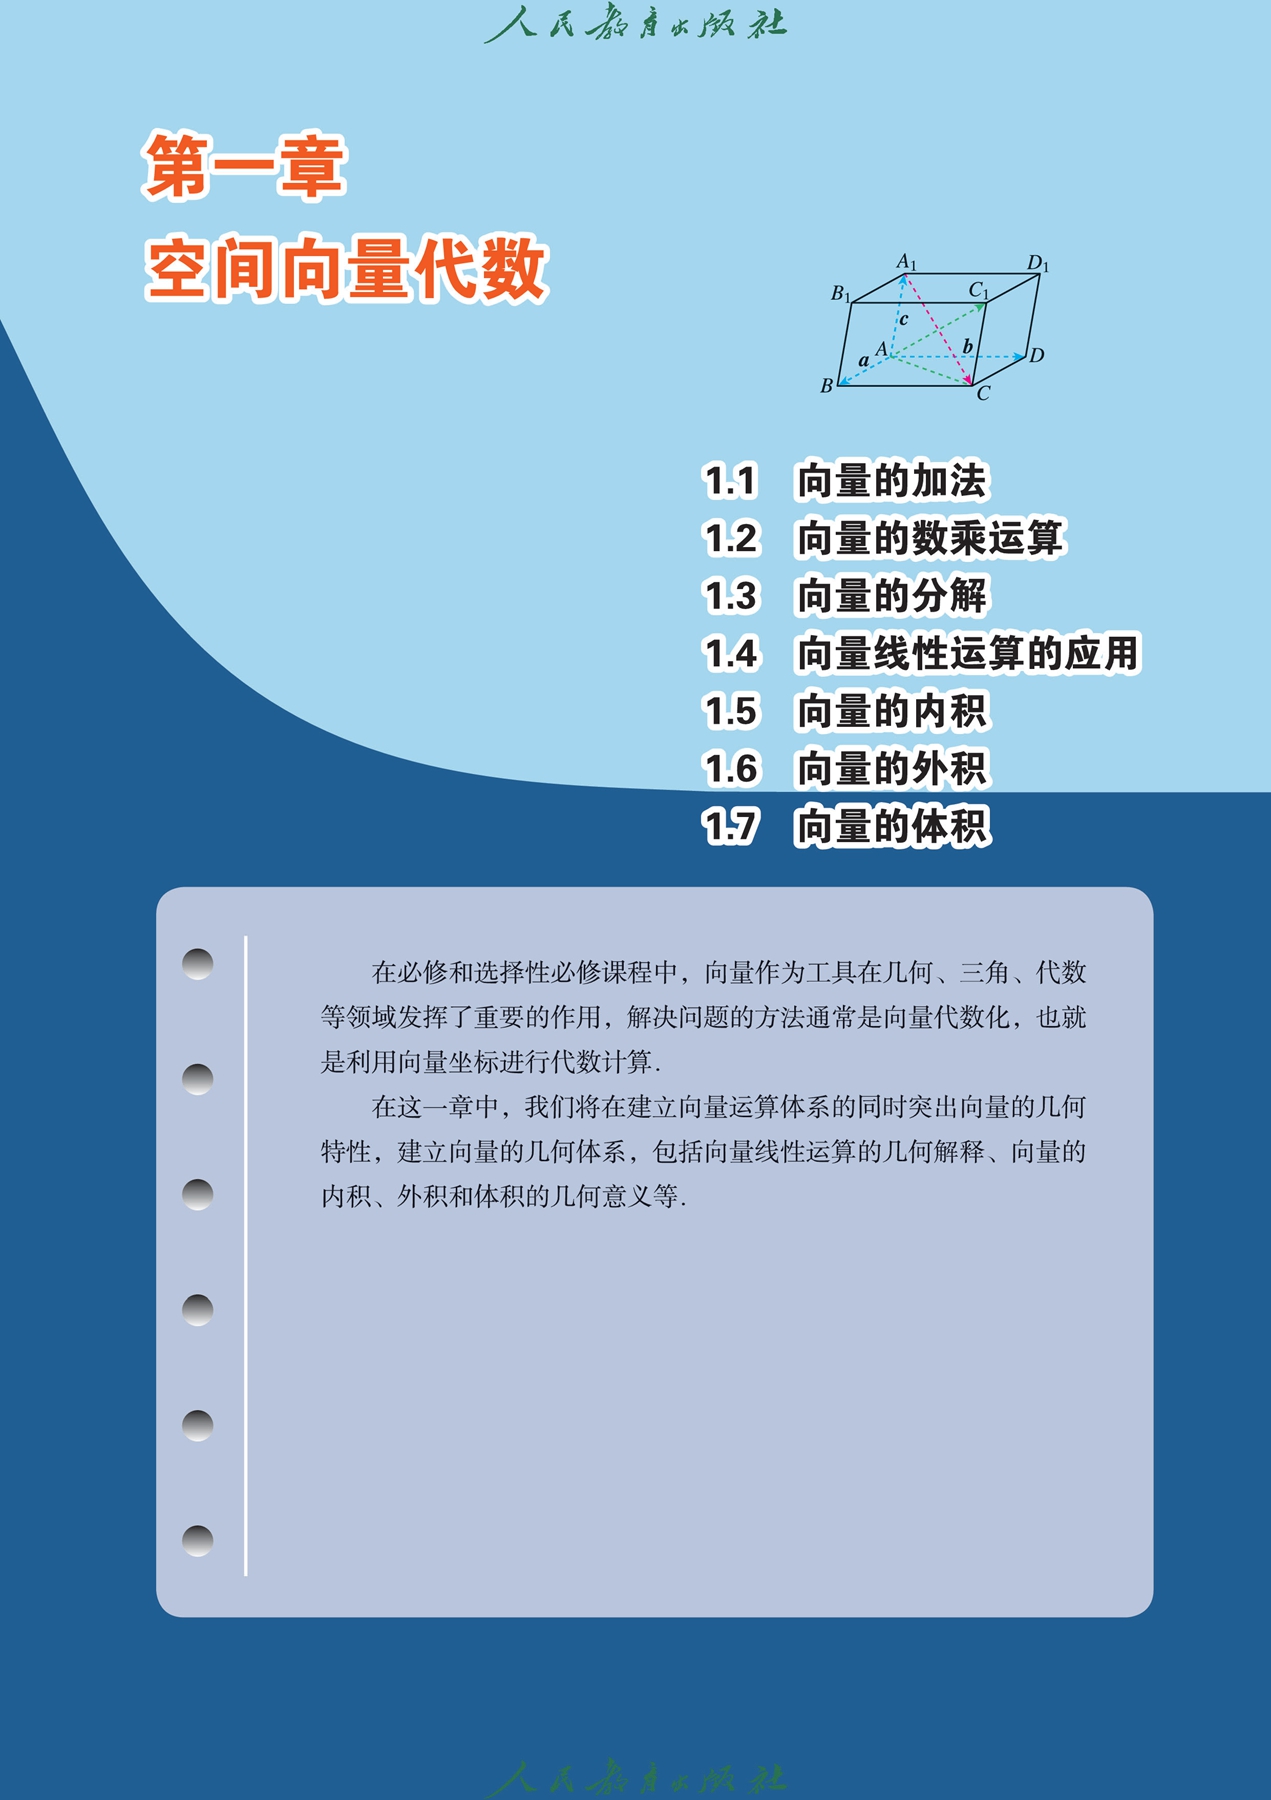 人民教育出版社
第一章
空间向量代数
A1 D1
B1 C1
c
A b D
a
B C
1.1 向量的加法
1.2 向量的数乘运算
1.3 向量的分解
1.4 向量线性运算的应用
1.5 向量的内积
1.6 向量的外积
1.7 向量的体积
在必修和选择性必修课程中，向量作为工具在几何、三角、代数
等领域发挥了重要的作用，解决问题的方法通常是向量代数化，也就
是利用向量坐标进行代数计算.
在这一章中，我们将在建立向量运算体系的同时突出向量的几何
特性，建立向量的几何体系，包括向量线性运算的几何解释、向量的
内积、外积和体积的几何意义等.
人民教育出版社